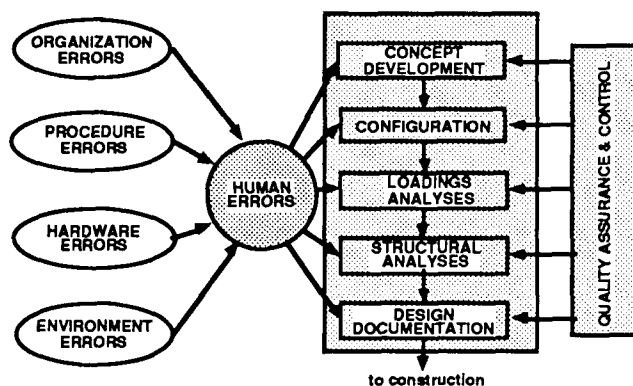 ORGANIZATION
ERRORS
PROCEDURE
ERRORS
HARDWARE
ERRORS
ENVIRONMENT
ERRORS
HUMAN
ERRORS
CONCEPT
DEVELOPMENT
CONFIGURATION
LOADINGS
ANALYSES
STRUCTURAL
ANALYSES
DESIGN
DOCUMENTATION
to construction
QUALITY ASSURANCE & CONTROL